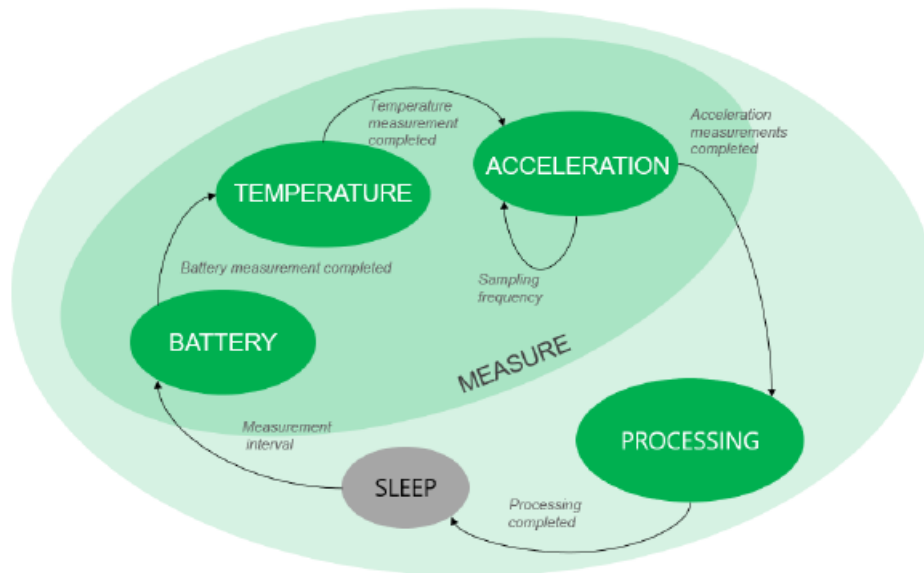 Temperature
measurement
completed
Acceleration
measurements
completed
ACCELERATION
TEMPERATURE
Battery measurement completed
Sampling
frequency
BATTERY
MEASURE
Measurement
interval
PROCESSING
SLEEP
Processing
completed